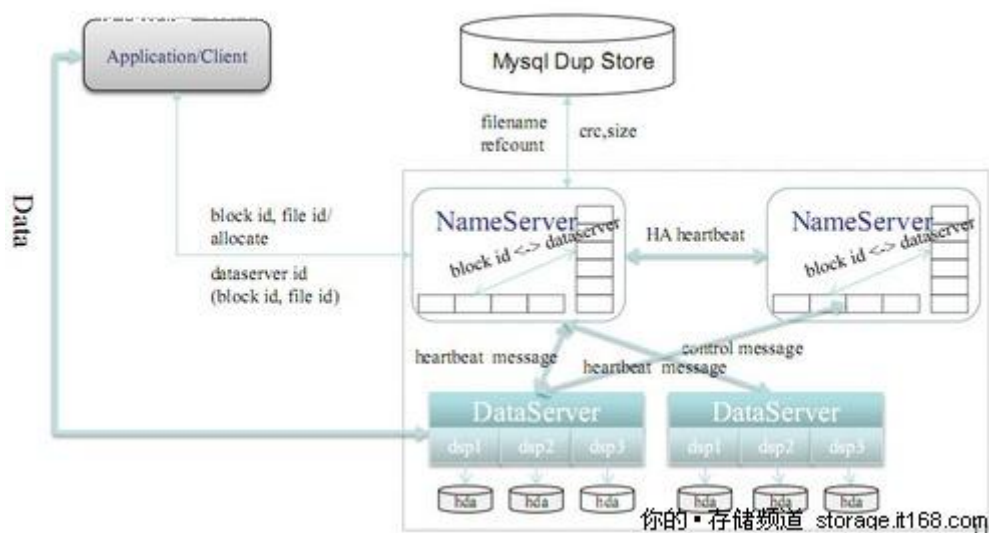 Application/Client
Mysql Dup Store
filename
refcount
crc,size
Data
block id, file id/
allocate
dataserver id
(block id, file id)
NameServer
block id <-> dataserver
HA heartbeat
NameServer
block id <-> dataserver
heartbeat message
control message
heartbeat message
DataServer
dsp1
dsp2
dsp3
hda
hda
hda
DataServer
dsp1
dsp2
dsp3
hda
hda
hda
你的·存储频道 storage.it168.com